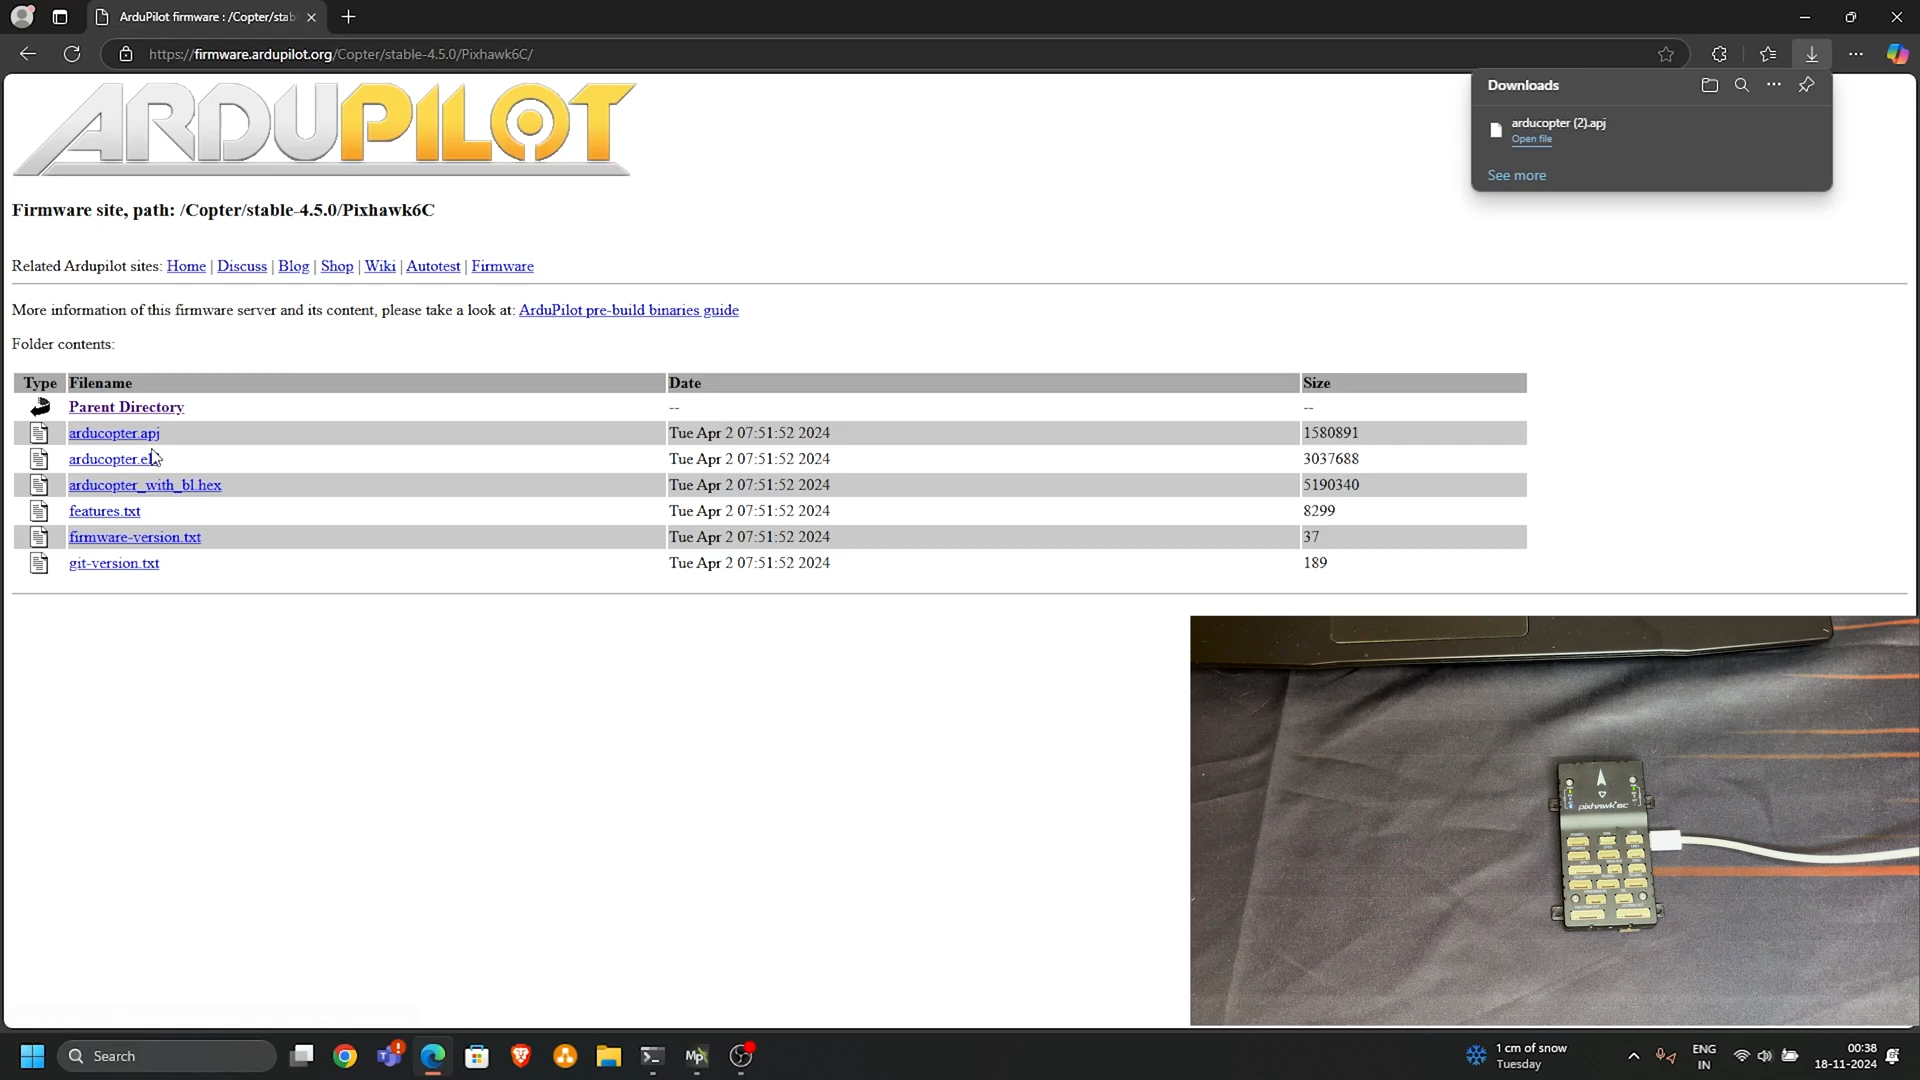 ArduPilot firmware : /Copter/stab
https://firmware.ardupilot.org/Copter/stable-4.5.0/Pixhawk6C/
Downloads
arducopter (2).apj
Open file
See more
ARDUPILOT
Firmware site, path: /Copter/stable-4.5.0/Pixhawk6C
Related Ardupilot sites: Home | Discuss | Blog | Shop | Wiki | Autotest | Firmware
More information of this firmware server and its content, please take a look at: ArduPilot pre-build binaries guide
Folder contents:
Type Filename Date Size
Parent Directory -- --
arducopter.apj Tue Apr 2 07:51:52 2024 1580891
arducopter.elf Tue Apr 2 07:51:52 2024 3037688
arducopter_with_bl.hex Tue Apr 2 07:51:52 2024 5190340
features.txt Tue Apr 2 07:51:52 2024 8299
firmware-version.txt Tue Apr 2 07:51:52 2024 37
git-version.txt Tue Apr 2 07:51:52 2024 189
pixhawk 6C
Search
MP
1 cm of snow
Tuesday
ENG
IN
00:38
18-11-2024